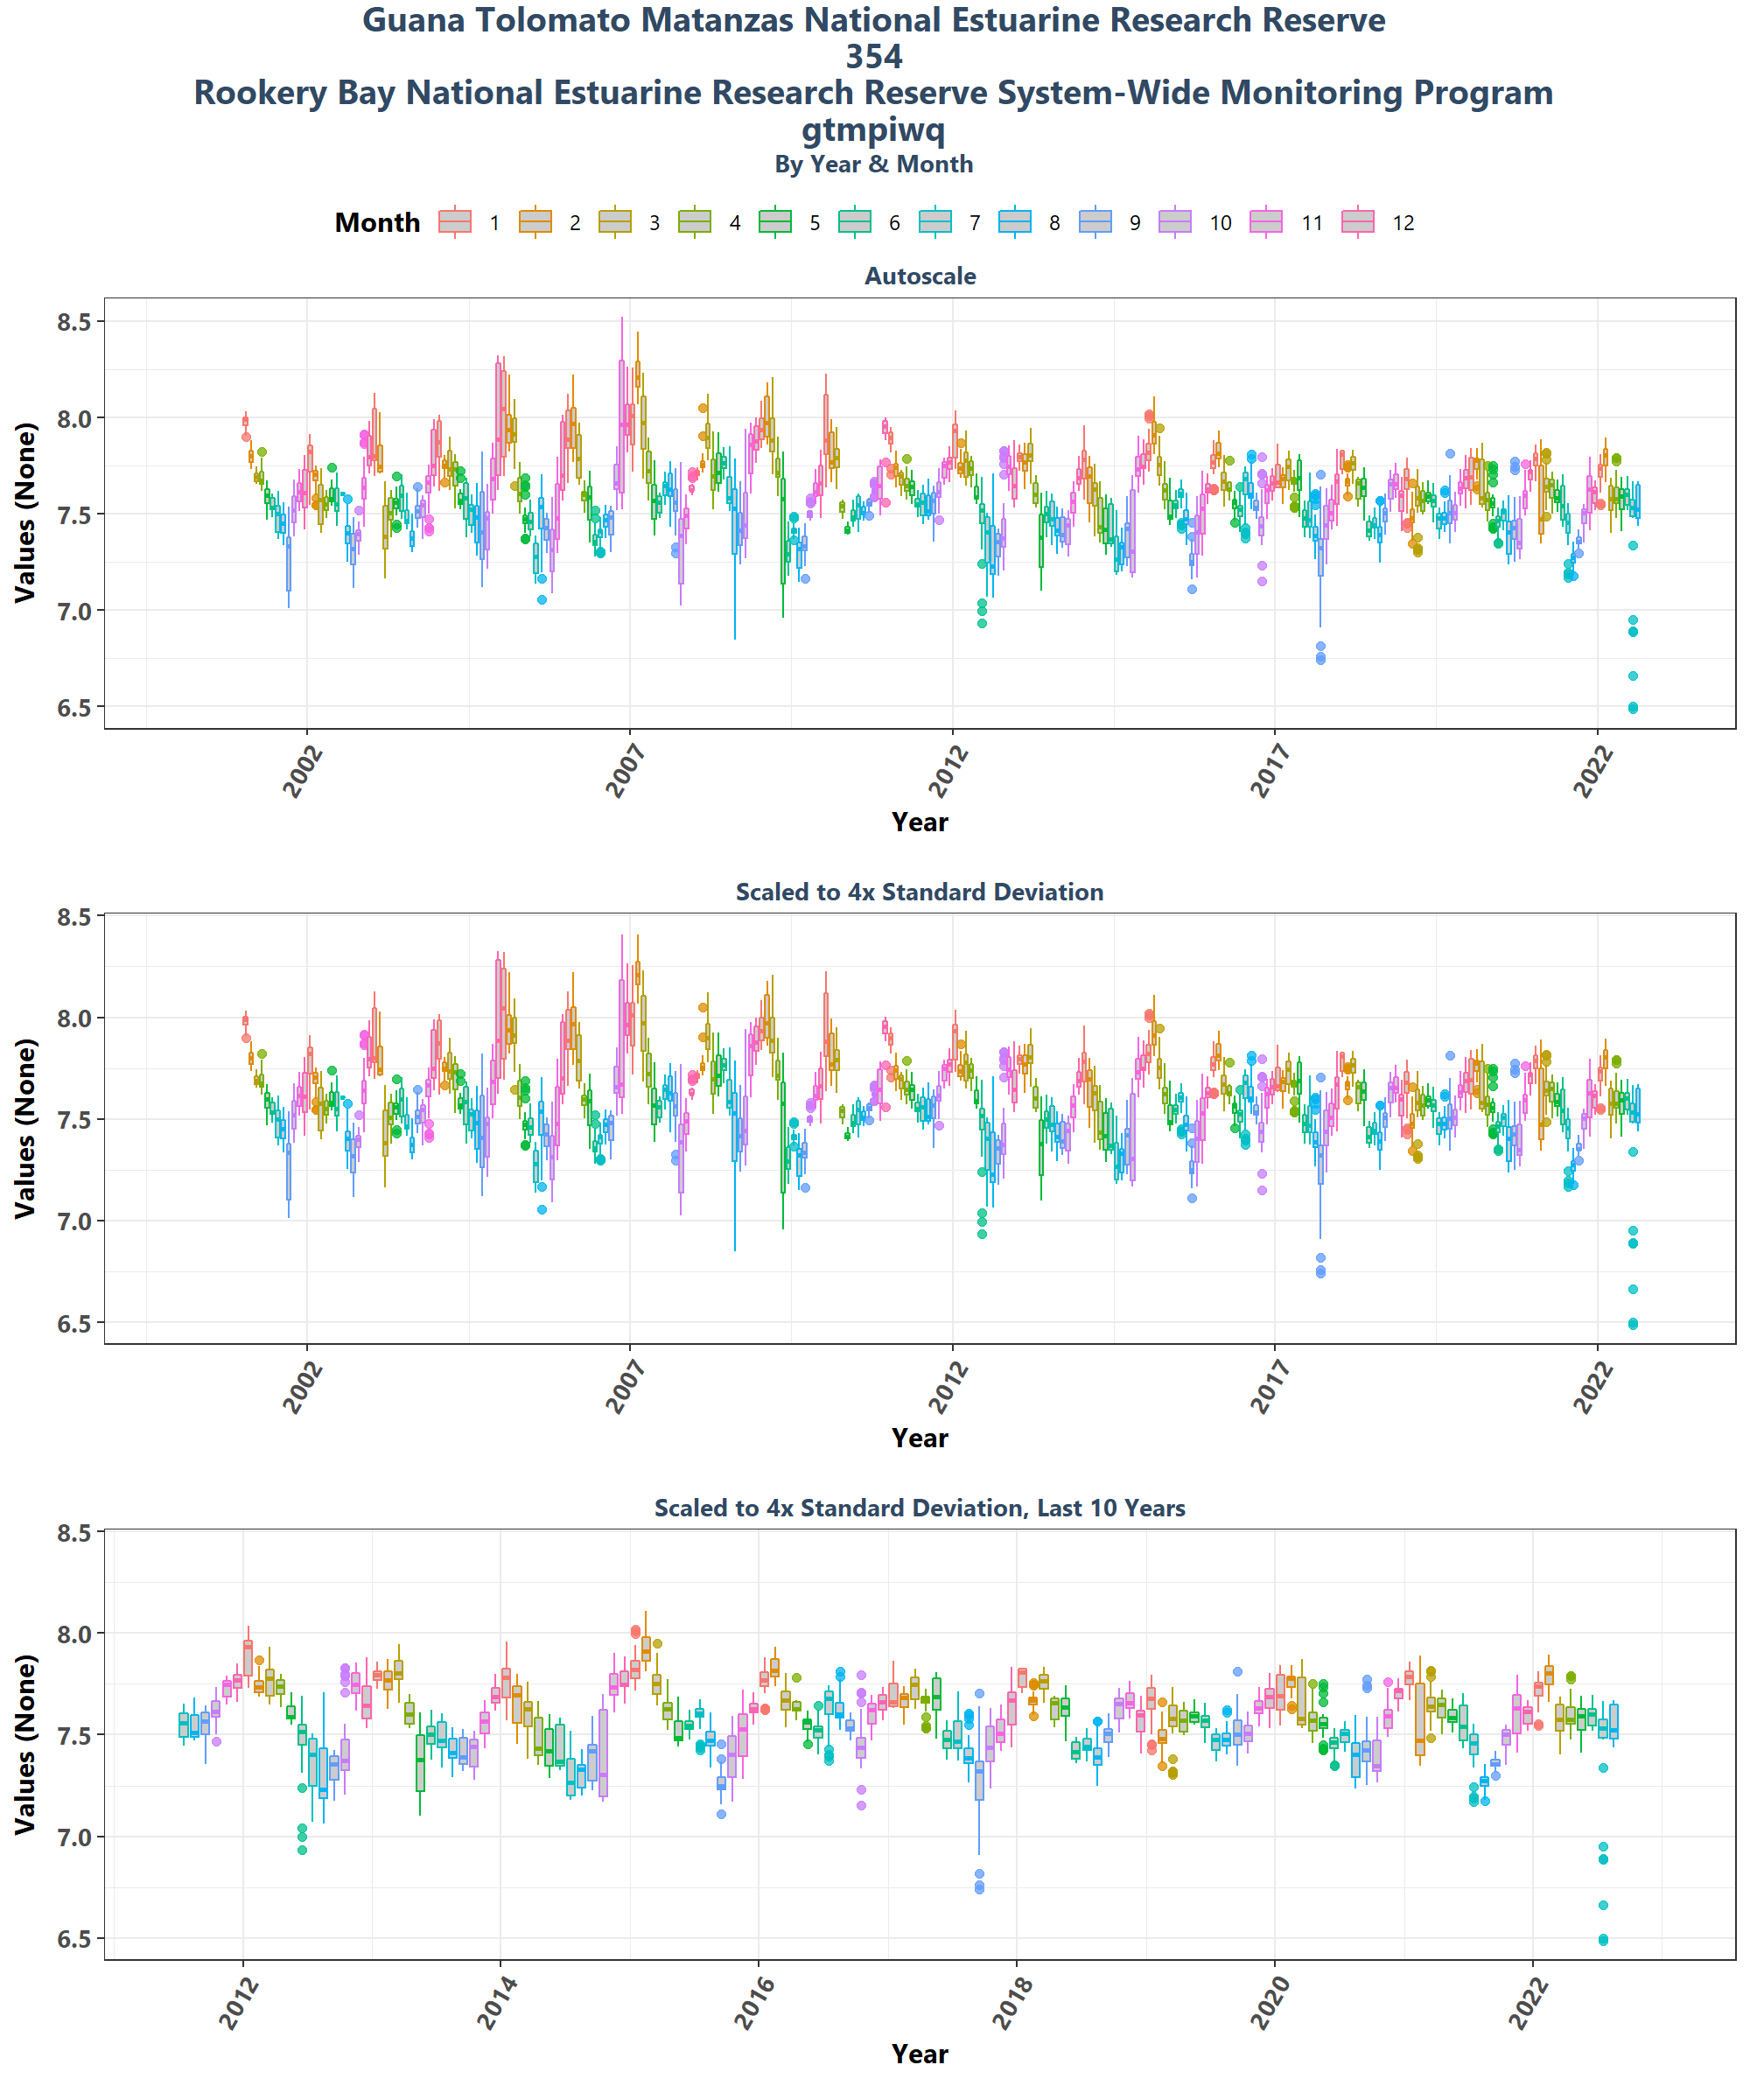 Guana Tolomato Matanzas National Estuarine Research Reserve
354
Rookery Bay National Estuarine Research Reserve System-Wide Monitoring Program
gtmpiwq
By Year & Month
Month 1 2 3 4 5 6 7 8 9 10 11 12
Autoscale
Values (None)
8.5
8.0
7.5
7.0
6.5
2002 2007 2012 2017 2022
Year
Scaled to 4x Standard Deviation
Values (None)
8.5
8.0
7.5
7.0
6.5
2002 2007 2012 2017 2022
Year
Scaled to 4x Standard Deviation, Last 10 Years
Values (None)
8.5
8.0
7.5
7.0
6.5
2012 2014 2016 2018 2020 2022
Year